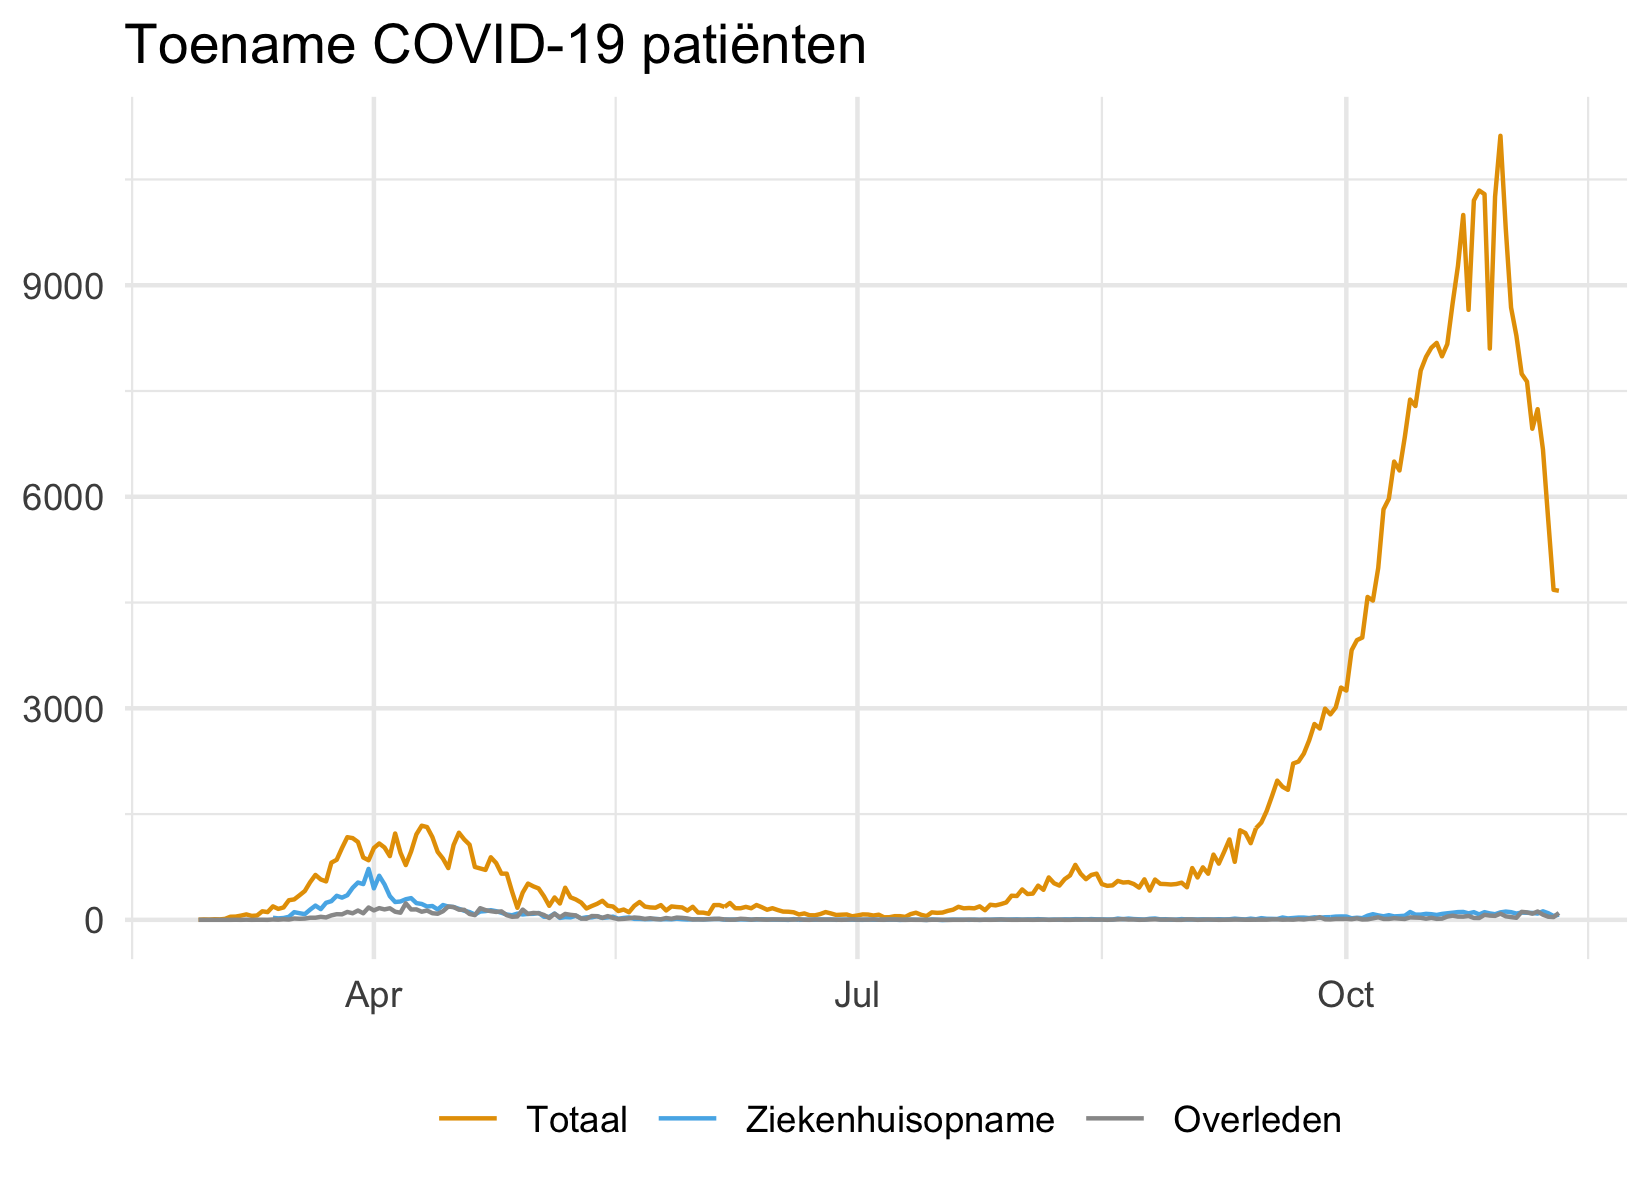 Toename COVID-19 patiënten
9000
6000
3000
0
Apr Jul Oct
Totaal Ziekenhuisopname Overleden